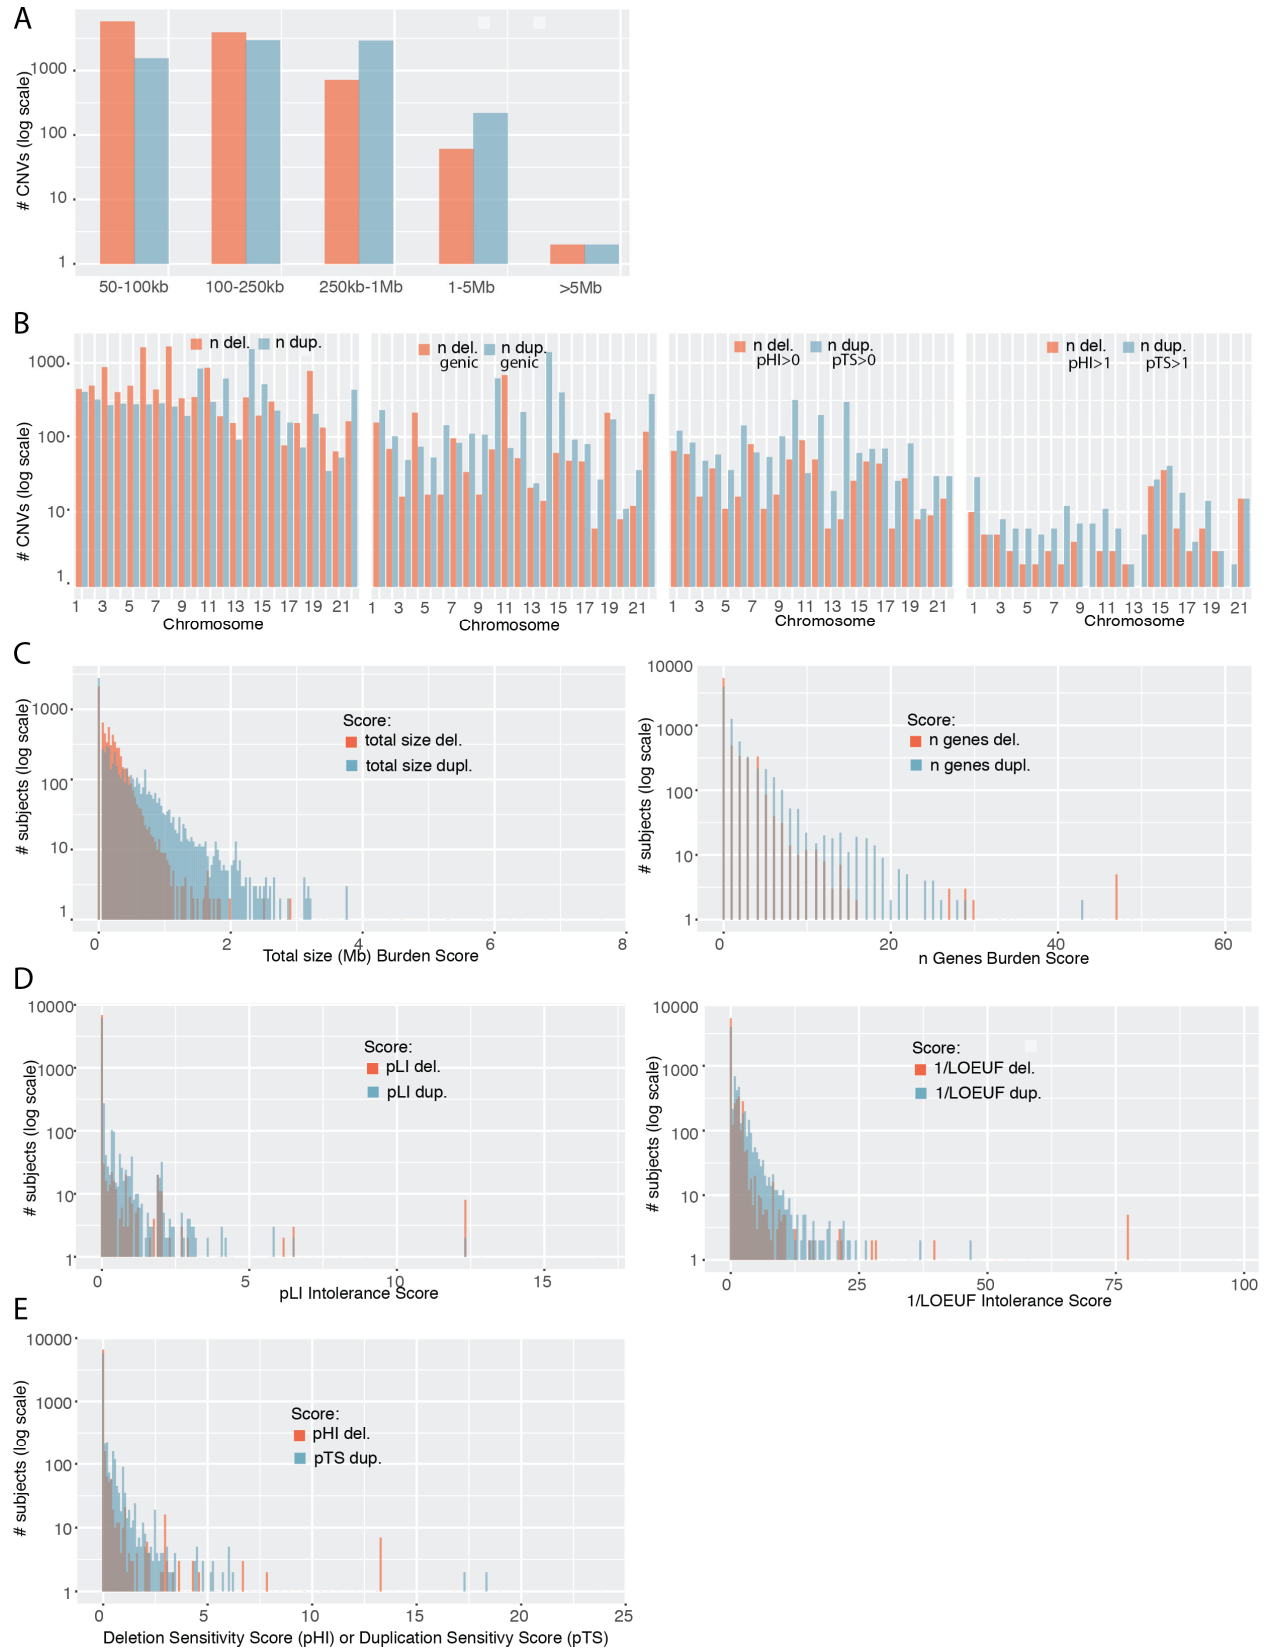 A
# CNVs (log scale)
1000
100
10
1
50-100kb 100-250kb 250kb-1Mb 1-5Mb >5Mb
B
# CNVs (log scale)
1000
100
10
1
n del. n dup.
n del. n dup.
genic genic
n del. n dup.
pHI>0 pTS>0
n del. n dup.
pHI>1 pTS>1
1 3 5 7 9 11 13 15 17 19 21
1 3 5 7 9 11 13 15 17 19 21
1 3 5 7 9 11 13 15 17 19 21
1 3 5 7 9 11 13 15 17 19 21
Chromosome
Chromosome
Chromosome
Chromosome
C
# subjects (log scale)
1000
100
10
1
Score:
total size del.
total size dupl.
0 2 4 6 8
Total size (Mb) Burden Score
# subjects (log scale)
10000
1000
100
10
1
Score:
n genes del.
n genes dupl.
0 20 40 60
n Genes Burden Score
D
# subjects (log scale)
10000
1000
100
10
1
Score:
pLI del.
pLI dup.
0 5 10 15
pLI Intolerance Score
# subjects (log scale)
10000
1000
100
10
1
Score:
1/LOEUF del.
1/LOEUF dup.
0 25 50 75 100
1/LOEUF Intolerance Score
E
# subjects (log scale)
10000
1000
100
10
1
Score:
pHI del.
pTS dup.
0 5 10 15 20 25
Deletion Sensitivity Score (pHI) or Duplication Sensitivy Score (pTS)